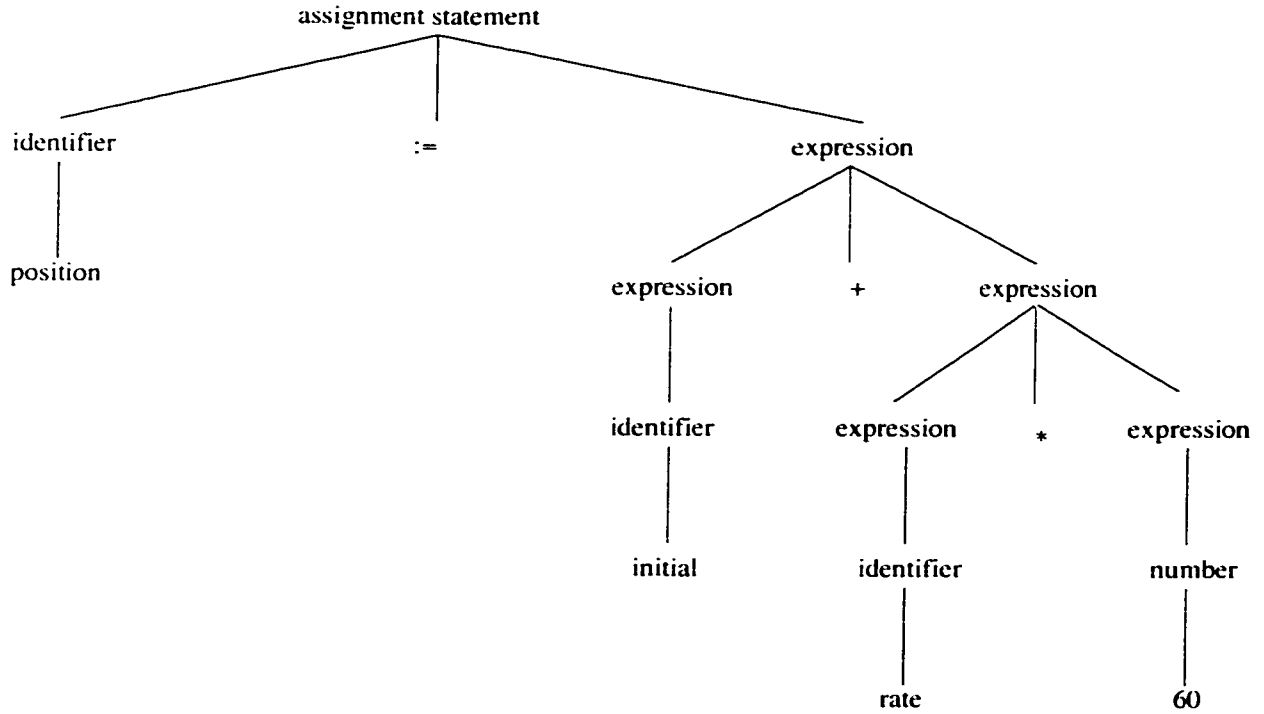 assignment statement
identifier := expression
position
expression + expression
identifier expression * expression
initial identifier number
rate 60